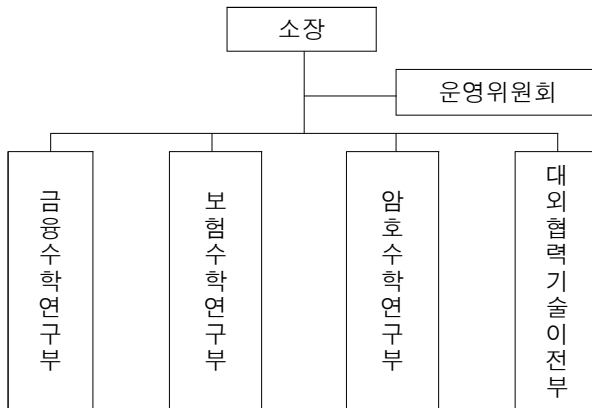 소장
운영위원회
금융수학연구부
보험수학연구부
암호수학연구부
대외협력기술이전부